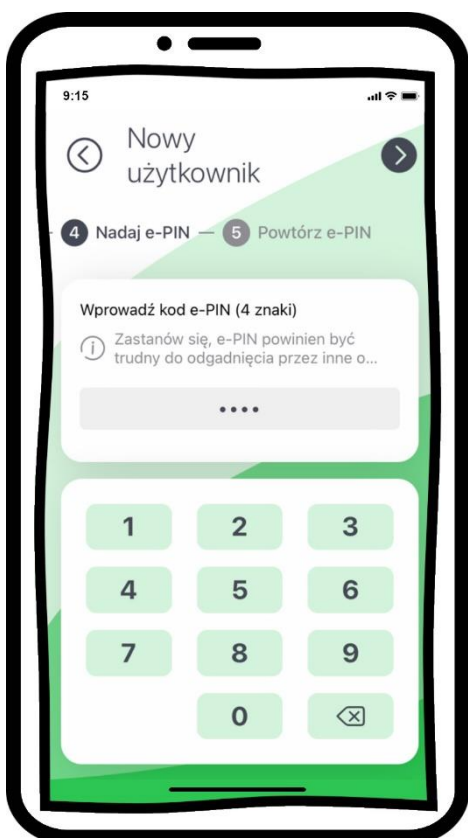 9:15
Nowy
użytkownik
4 Nadaj e-PIN — 5 Powtórz e-PIN
Wprowadź kod e-PIN (4 znaki)
Zastanów się, e-PIN powinien być
trudny do odgadnięcia przez inne o...
••••
1 2 3
4 5 6
7 8 9
0